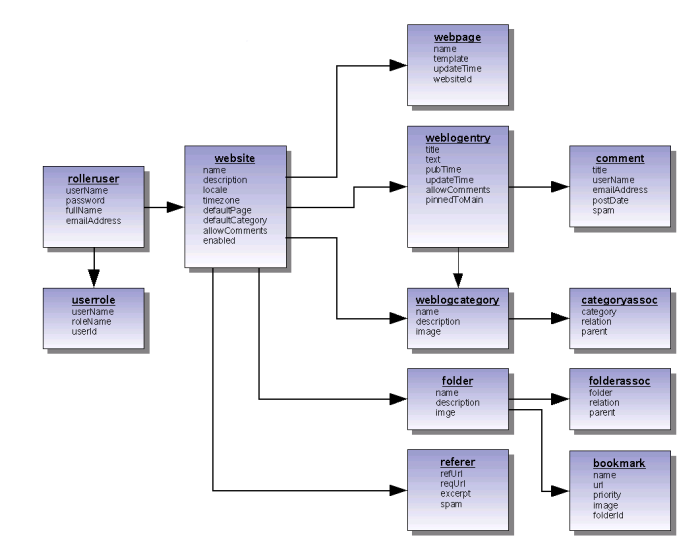 webpage
name
template
updateTime
websiteId
weblogentry
title
text
pubTime
updateTime
allowComments
pinnedToMain
comment
title
userName
emailAddress
postDate
spam
website
name
description
locale
timezone
defaultPage
defaultCategory
allowComments
enabled
rolleruser
userName
password
fullName
emailAddress
userrole
userName
roleName
userId
weblogcategory
name
description
image
categoryassoc
category
relation
parent
folder
name
description
imge
folderassoc
folder
relation
parent
referer
refUrl
reqUrl
excerpt
spam
bookmark
name
url
priority
image
folderId